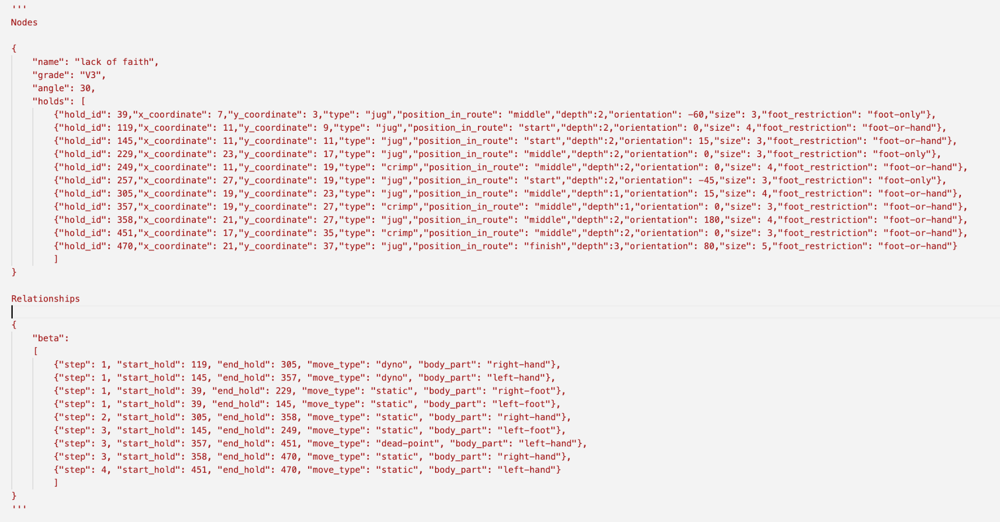 '''
Nodes
{
"name": "lack of faith",
"grade": "V3",
"angle": 30,
"holds": [
{"hold_id": 39,"x_coordinate": 7,"y_coordinate": 3,"type": "jug","position_in_route": "middle","depth":2,"orientation": -60,"size": 3,"foot_restriction": "foot-only"},
{"hold_id": 119,"x_coordinate": 11,"y_coordinate": 9,"type": "jug","position_in_route": "start","depth":2,"orientation": 0,"size": 4,"foot_restriction": "foot-or-hand"},
{"hold_id": 145,"x_coordinate": 11,"y_coordinate": 11,"type": "jug","position_in_route": "start","depth":2,"orientation": 15,"size": 3,"foot_restriction": "foot-or-hand"},
{"hold_id": 229,"x_coordinate": 23,"y_coordinate": 17,"type": "jug","position_in_route": "middle","depth":2,"orientation": 0,"size": 3,"foot_restriction": "foot-only"},
{"hold_id": 249,"x_coordinate": 11,"y_coordinate": 19,"type": "crimp","position_in_route": "middle","depth":2,"orientation": 0,"size": 4,"foot_restriction": "foot-or-hand"},
{"hold_id": 257,"x_coordinate": 27,"y_coordinate": 19,"type": "jug","position_in_route": "start","depth":2,"orientation": -45,"size": 3,"foot_restriction": "foot-only"},
{"hold_id": 305,"x_coordinate": 19,"y_coordinate": 23,"type": "jug","position_in_route": "middle","depth":1,"orientation": 15,"size": 4,"foot_restriction": "foot-or-hand"},
{"hold_id": 357,"x_coordinate": 19,"y_coordinate": 27,"type": "crimp","position_in_route": "middle","depth":1,"orientation": 0,"size": 3,"foot_restriction": "foot-or-hand"},
{"hold_id": 358,"x_coordinate": 21,"y_coordinate": 27,"type": "jug","position_in_route": "middle","depth":2,"orientation": 180,"size": 4,"foot_restriction": "foot-or-hand"},
{"hold_id": 451,"x_coordinate": 17,"y_coordinate": 35,"type": "crimp","position_in_route": "middle","depth":2,"orientation": 0,"size": 3,"foot_restriction": "foot-or-hand"},
{"hold_id": 470,"x_coordinate": 21,"y_coordinate": 37,"type": "jug","position_in_route": "finish","depth":3,"orientation": 80,"size": 5,"foot_restriction": "foot-or-hand"}
]
}
Relationships
{
"beta":
[
{"step": 1, "start_hold": 119, "end_hold": 305, "move_type": "dyno", "body_part": "right-hand"},
{"step": 1, "start_hold": 145, "end_hold": 357, "move_type": "dyno", "body_part": "left-hand"},
{"step": 1, "start_hold": 39, "end_hold": 229, "move_type": "static", "body_part": "right-foot"},
{"step": 1, "start_hold": 39, "end_hold": 145, "move_type": "static", "body_part": "left-foot"},
{"step": 2, "start_hold": 305, "end_hold": 358, "move_type": "static", "body_part": "right-hand"},
{"step": 3, "start_hold": 145, "end_hold": 249, "move_type": "static", "body_part": "left-foot"},
{"step": 3, "start_hold": 357, "end_hold": 451, "move_type": "dead-point", "body_part": "left-hand"},
{"step": 3, "start_hold": 358, "end_hold": 470, "move_type": "static", "body_part": "right-hand"},
{"step": 4, "start_hold": 451, "end_hold": 470, "move_type": "static", "body_part": "left-hand"}
]
}
'''